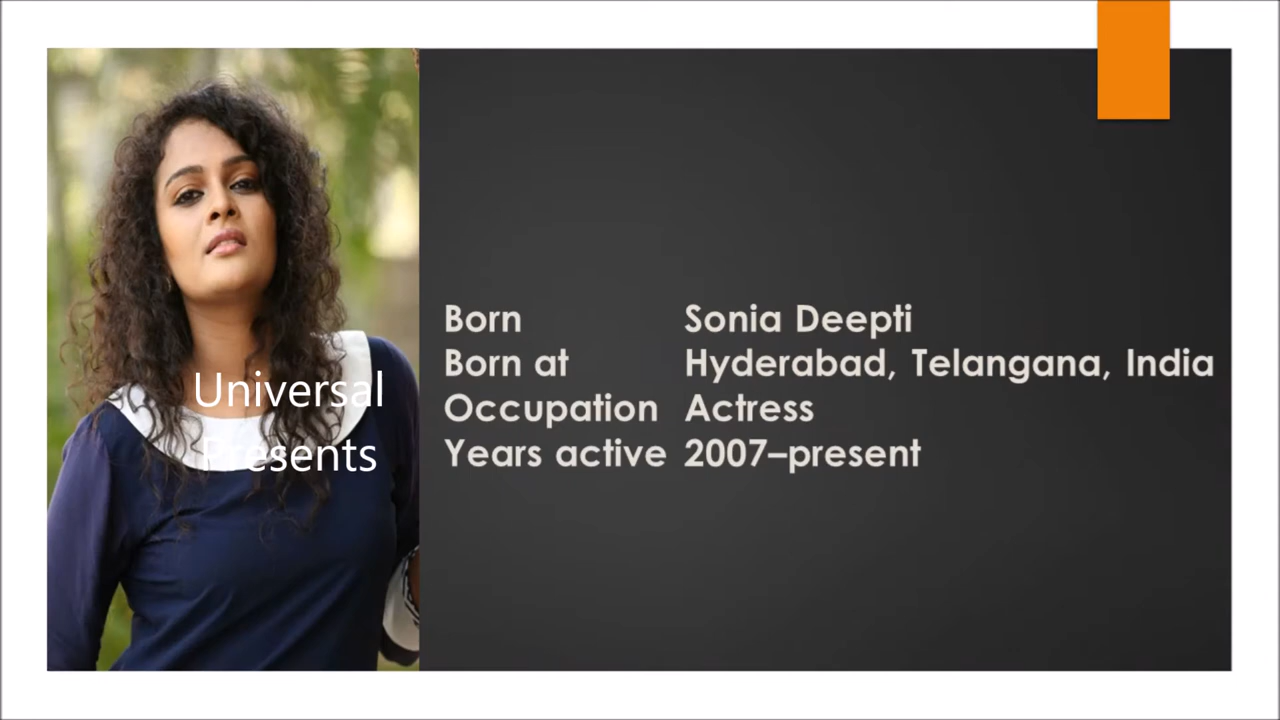 Universal
Presents
Born Sonia Deepti
Born at Hyderabad, Telangana, India
Occupation Actress
Years active 2007–present